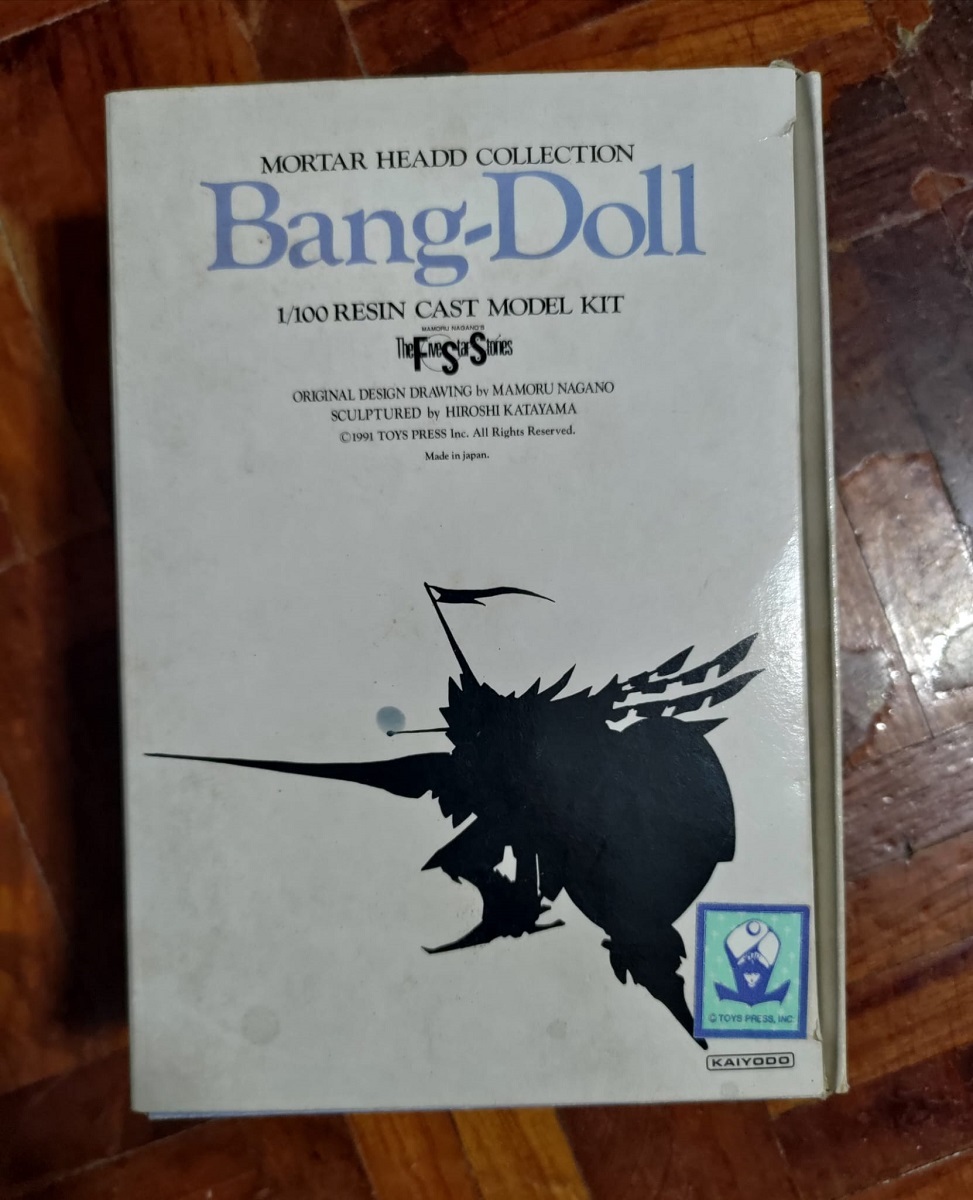 MORTAR HEADD COLLECTION
Bang-Doll
1/100 RESIN CAST MODEL KIT
MAMORU NAGANO'S
The Five Star Stories
ORIGINAL DESIGN DRAWING by MAMORU NAGANO
SCULPTURED by HIROSHI KATAYAMA
©1991 TOYS PRESS Inc. All Rights Reserved.
Made in japan.
© TOYS PRESS, INC.
KAIYODO